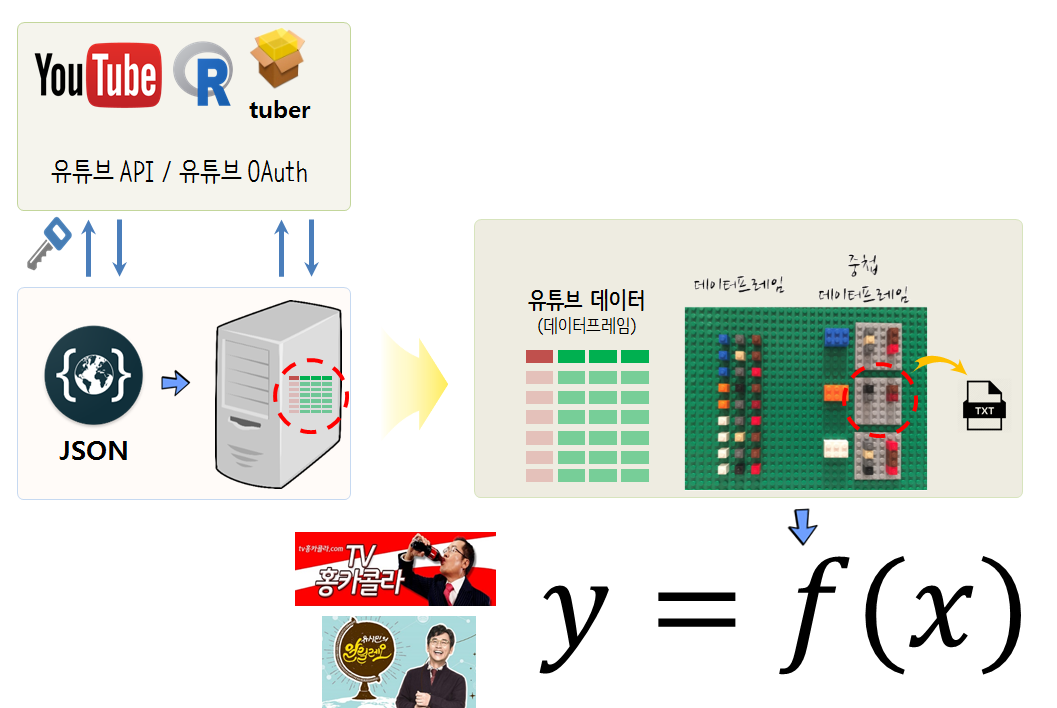 YouTube
R
tuber
유튜브 API / 유튜브 OAuth
{ }
JSON
유튜브 데이터
(데이터프레임)
데이터프레임
중첩
데이터프레임
TXT
tv홍카콜라.com
TV
홍카콜라
유시민의
알릴레오
y = f(x)